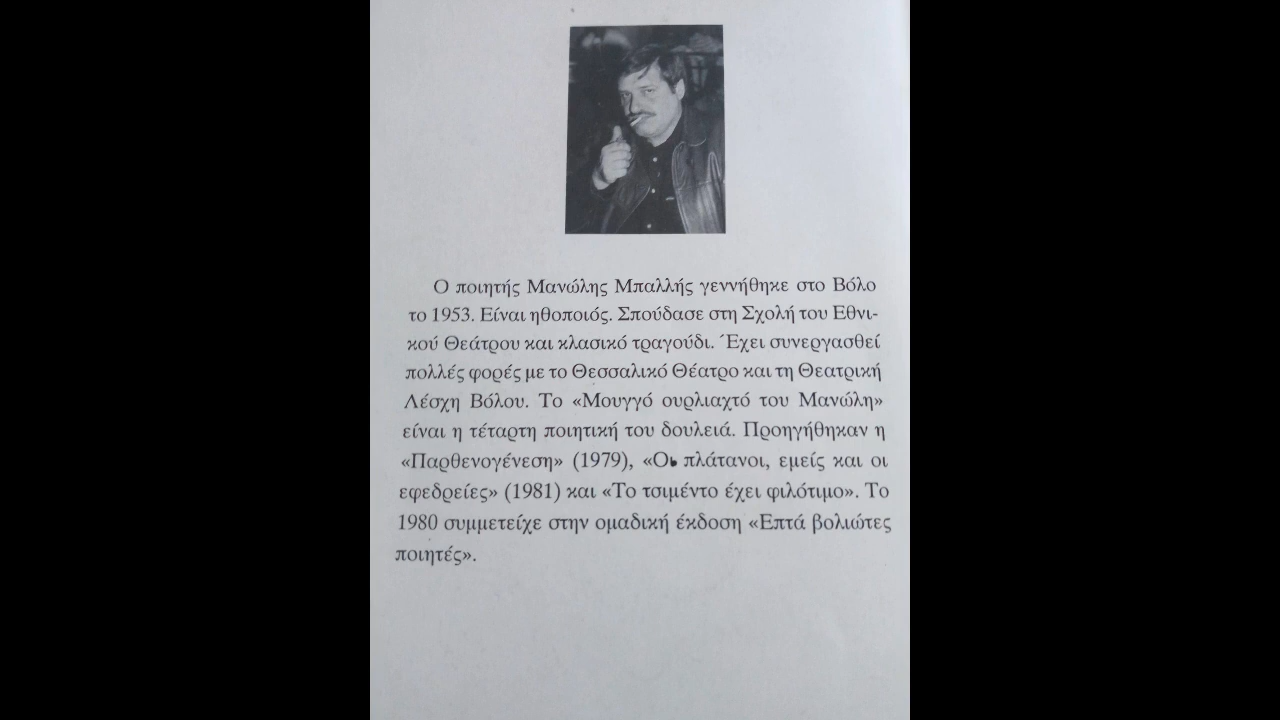 Ο ποιητής Μανώλης Μπαλλής γεννήθηκε στο Βόλο
το 1953. Είναι ηθοποιός. Σπούδασε στη Σχολή του Εθνι-
κού Θεάτρου και κλασικό τραγούδι. Έχει συνεργασθεί
πολλές φορές με το Θεσσαλικό Θέατρο και τη Θεατρική
Λέσχη Βόλου. Το «Μουγγό ουρλιαχτό του Μανώλη»
είναι η τέταρτη ποιητική του δουλειά. Προηγήθηκαν η
«Παρθενογένεση» (1979), «Οι πλάτανοι, εμείς και οι
εφεδρείες» (1981) και «Το τσιμέντο έχει φιλότιμο». Το
1980 συμμετείχε στην ομαδική έκδοση «Επτά βολιώτες
ποιητές».